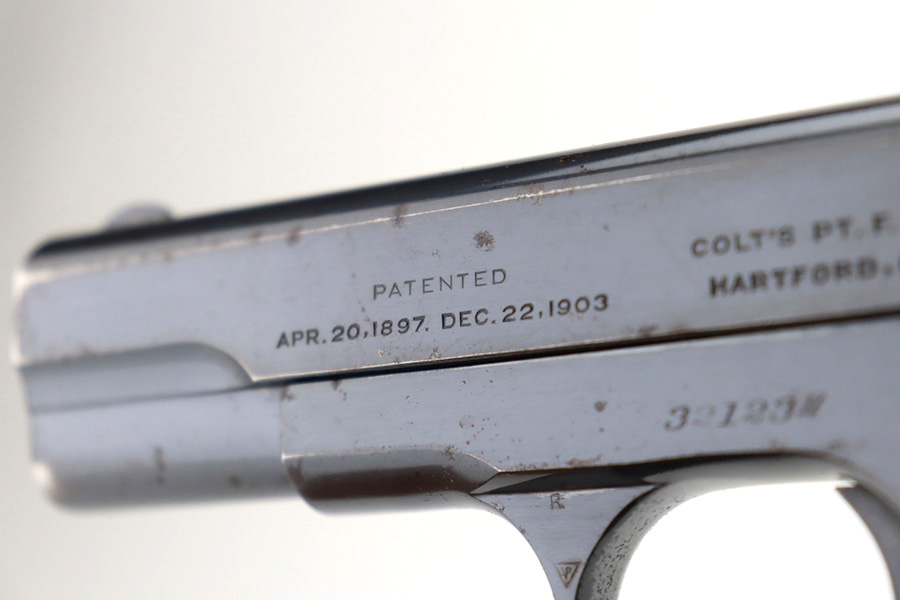 PATENTED
APR.20,1897. DEC.22,1903
COLT'S PT. F.
HARTFORD.
R
P